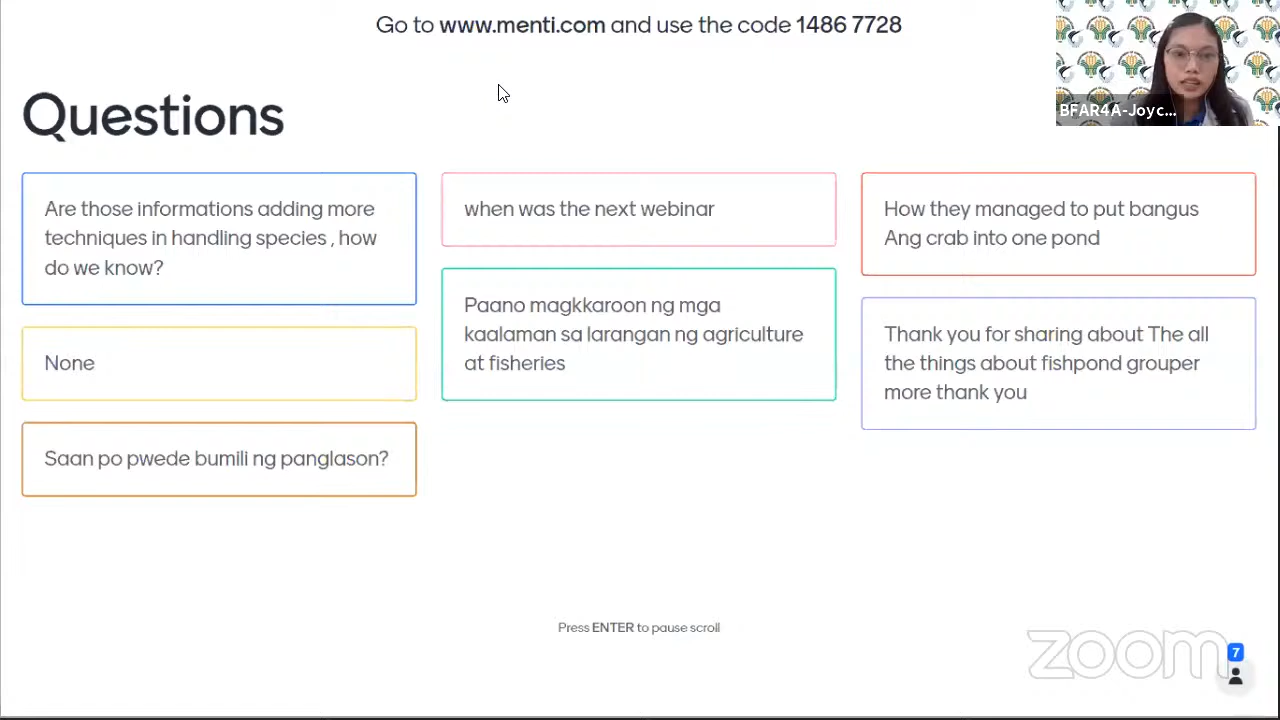 Go to www.menti.com and use the code 1486 7728
BFAR4A-Joyc...
Questions
Are those informations adding more
techniques in handling species , how
do we know?
None
Saan po pwede bumili ng panglason?
when was the next webinar
Paano magkkaroon ng mga
kaalaman sa larangan ng agriculture
at fisheries
How they managed to put bangus
Ang crab into one pond
Thank you for sharing about The all
the things about fishpond grouper
more thank you
Press ENTER to pause scroll
zoom
7